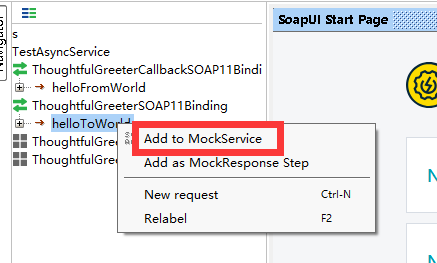 Navigator
SoapUI Start Page
s
TestAsyncService
ThoughtfulGreeterCallbackSOAP11Bindi
helloFromWorld
ThoughtfulGreeterSOAP11Binding
helloToWorld
ThoughtfulGree
ThoughtfulGree
Add to MockService
Add as MockResponse Step
New request Ctrl-N
Relabel F2
N
N